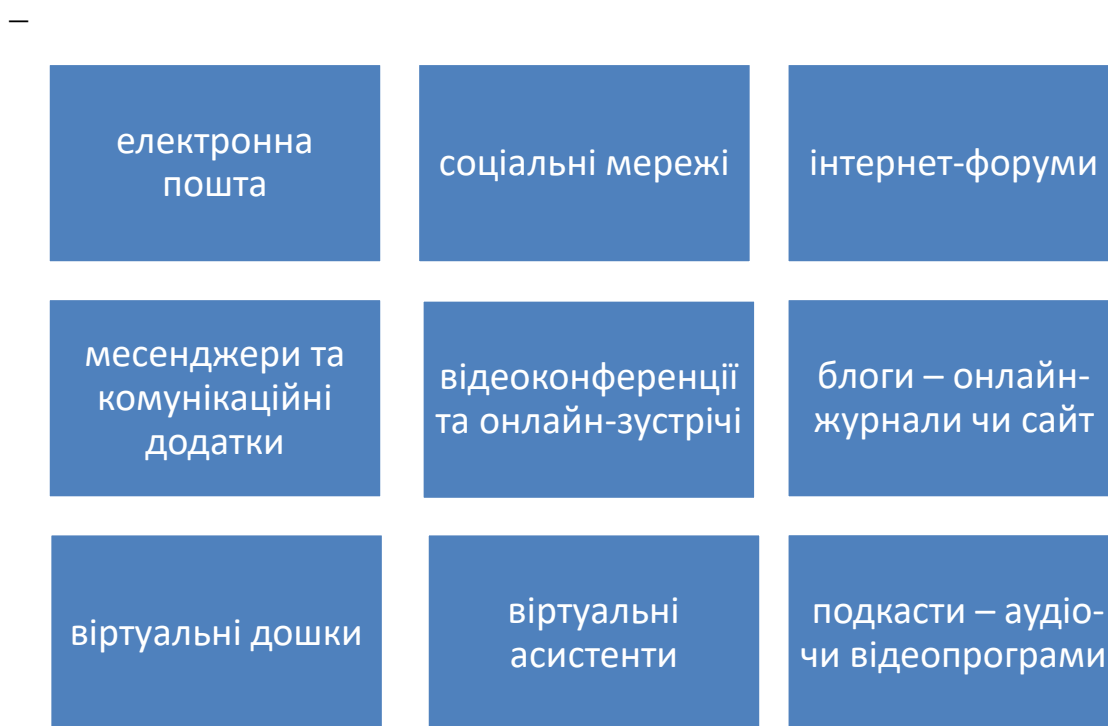 –
електронна
пошта
соціальні мережі
інтернет-форуми
месенджери та
комунікаційні
додатки
відеоконференції
та онлайн-зустрічі
блоги – онлайн-
журнали чи сайт
віртуальні дошки
віртуальні
асистенти
подкасти – аудіо-
чи відеопрограми